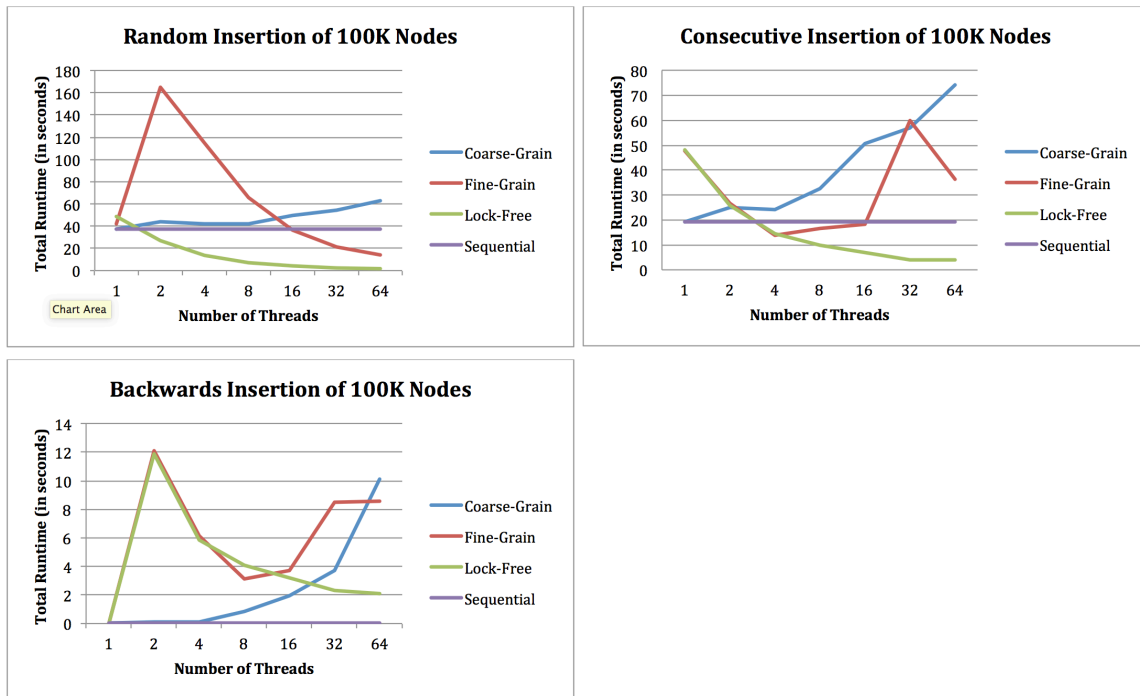 Random Insertion of 100K Nodes
Total Runtime (in seconds)
180
160
140
120
100
80
60
40
20
0
1 2 4 8 16 32 64
Number of Threads
Coarse-Grain
Fine-Grain
Lock-Free
Sequential
Chart Area
Consecutive Insertion of 100K Nodes
Total Runtime (in seconds)
80
70
60
50
40
30
20
10
0
1 2 4 8 16 32 64
Number of Threads
Coarse-Grain
Fine-Grain
Lock-Free
Sequential
Backwards Insertion of 100K Nodes
Total Runtime (in seconds)
14
12
10
8
6
4
2
0
1 2 4 8 16 32 64
Number of Threads
Coarse-Grain
Fine-Grain
Lock-Free
Sequential